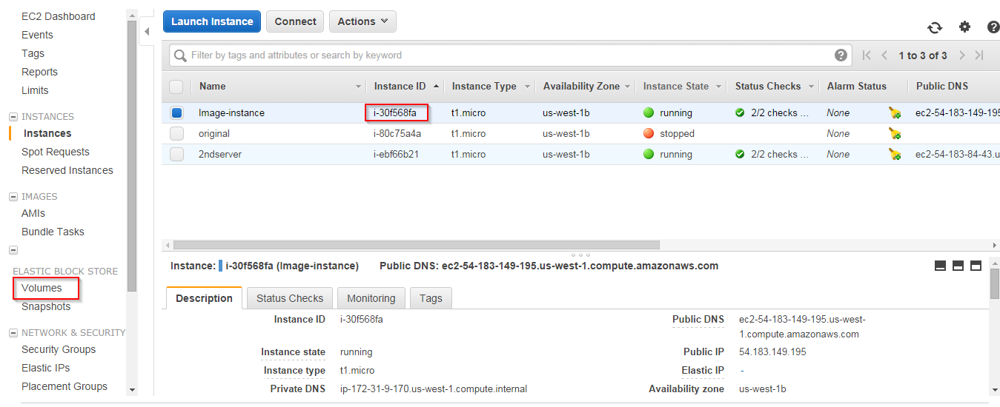 EC2 Dashboard
Events
Tags
Reports
Limits
INSTANCES
Instances
Spot Requests
Reserved Instances
IMAGES
AMIs
Bundle Tasks
ELASTIC BLOCK STORE
Volumes
Snapshots
NETWORK & SECURITY
Security Groups
Elastic IPs
Placement Groups
Launch Instance Connect Actions
Filter by tags and attributes or search by keyword
1 to 3 of 3
Name Instance ID Instance Type Availability Zone Instance State Status Checks Alarm Status Public DNS
Image-instance i-30f568fa t1.micro us-west-1b running 2/2 checks ... None ec2-54-183-149-195
original i-80c75a4a t1.micro us-west-1b stopped None
2ndserver i-ebf66b21 t1.micro us-west-1b running 2/2 checks ... None ec2-54-183-84-43.u
Instance: i-30f568fa (Image-instance) Public DNS: ec2-54-183-149-195.us-west-1.compute.amazonaws.com
Description Status Checks Monitoring Tags
Instance ID i-30f568fa Public DNS ec2-54-183-149-195.us-west-
1.compute.amazonaws.com
Instance state running Public IP 54.183.149.195
Instance type t1.micro Elastic IP -
Private DNS ip-172-31-9-170.us-west-1.compute.internal Availability zone us-west-1b